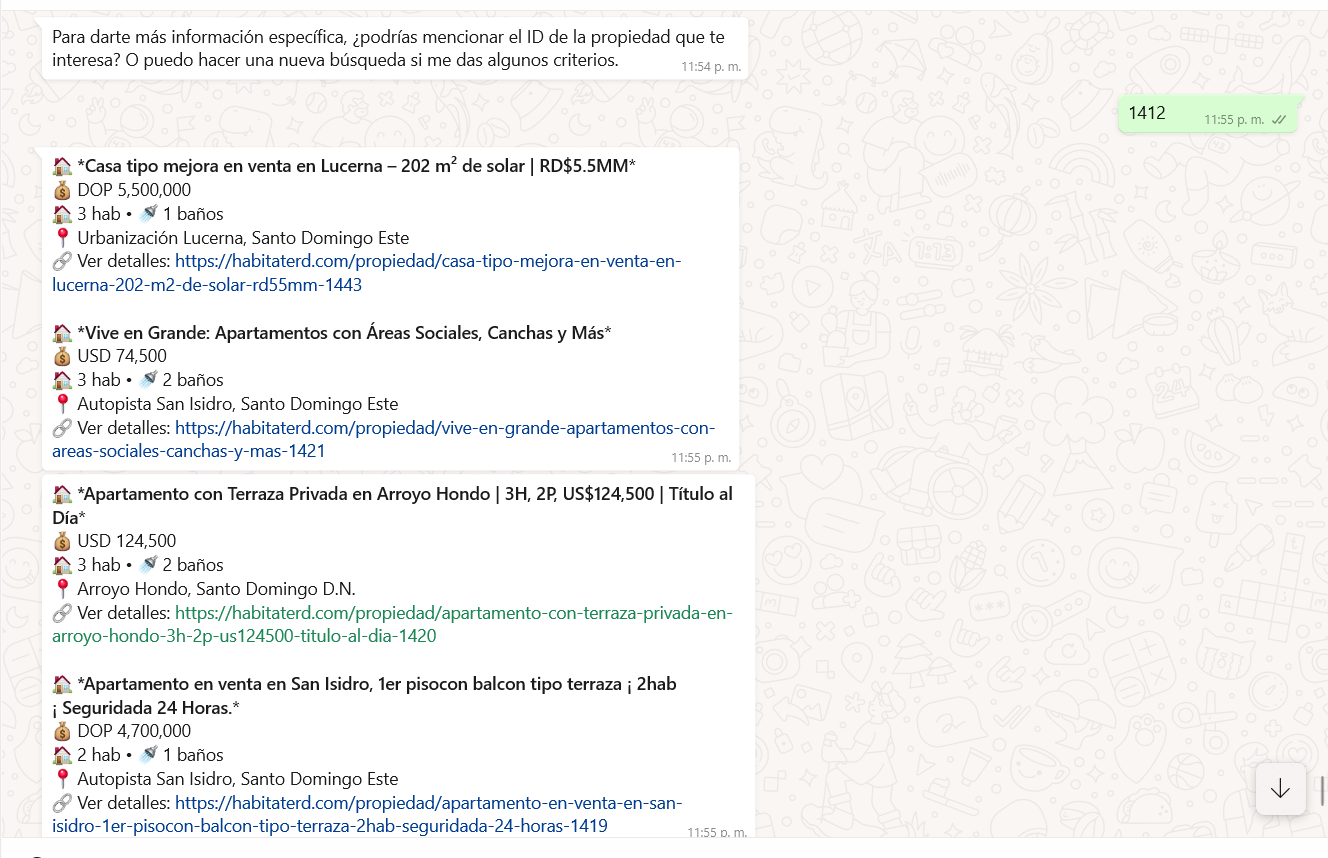 Para darte más información específica, ¿podrías mencionar el ID de la propiedad que te
interesa? O puedo hacer una nueva búsqueda si me das algunos criterios.
11:54 p. m.
1412
11:55 p. m.
*Casa tipo mejora en venta en Lucerna – 202 m² de solar | RD$5.5MM*
DOP 5,500,000
3 hab • 1 baños
Urbanización Lucerna, Santo Domingo Este
Ver detalles: https://habitaterd.com/propiedad/casa-tipo-mejora-en-venta-en-
lucerna-202-m2-de-solar-rd55mm-1443
*Vive en Grande: Apartamentos con Áreas Sociales, Canchas y Más*
USD 74,500
3 hab • 2 baños
Autopista San Isidro, Santo Domingo Este
Ver detalles: https://habitaterd.com/propiedad/vive-en-grande-apartamentos-con-
areas-sociales-canchas-y-mas-1421
11:55 p. m.
*Apartamento con Terraza Privada en Arroyo Hondo | 3H, 2P, US$124,500 | Título al
Día*
USD 124,500
3 hab • 2 baños
Arroyo Hondo, Santo Domingo D.N.
Ver detalles: https://habitaterd.com/propiedad/apartamento-con-terraza-privada-en-
arroyo-hondo-3h-2p-us124500-titulo-al-dia-1420
*Apartamento en venta en San Isidro, 1er pisocon balcon tipo terraza ¡ 2hab
¡ Seguridada 24 Horas.*
DOP 4,700,000
2 hab • 1 baños
Autopista San Isidro, Santo Domingo Este
Ver detalles: https://habitaterd.com/propiedad/apartamento-en-venta-en-san-
isidro-1er-pisocon-balcon-tipo-terraza-2hab-seguridada-24-horas-1419
11:55 p. m.